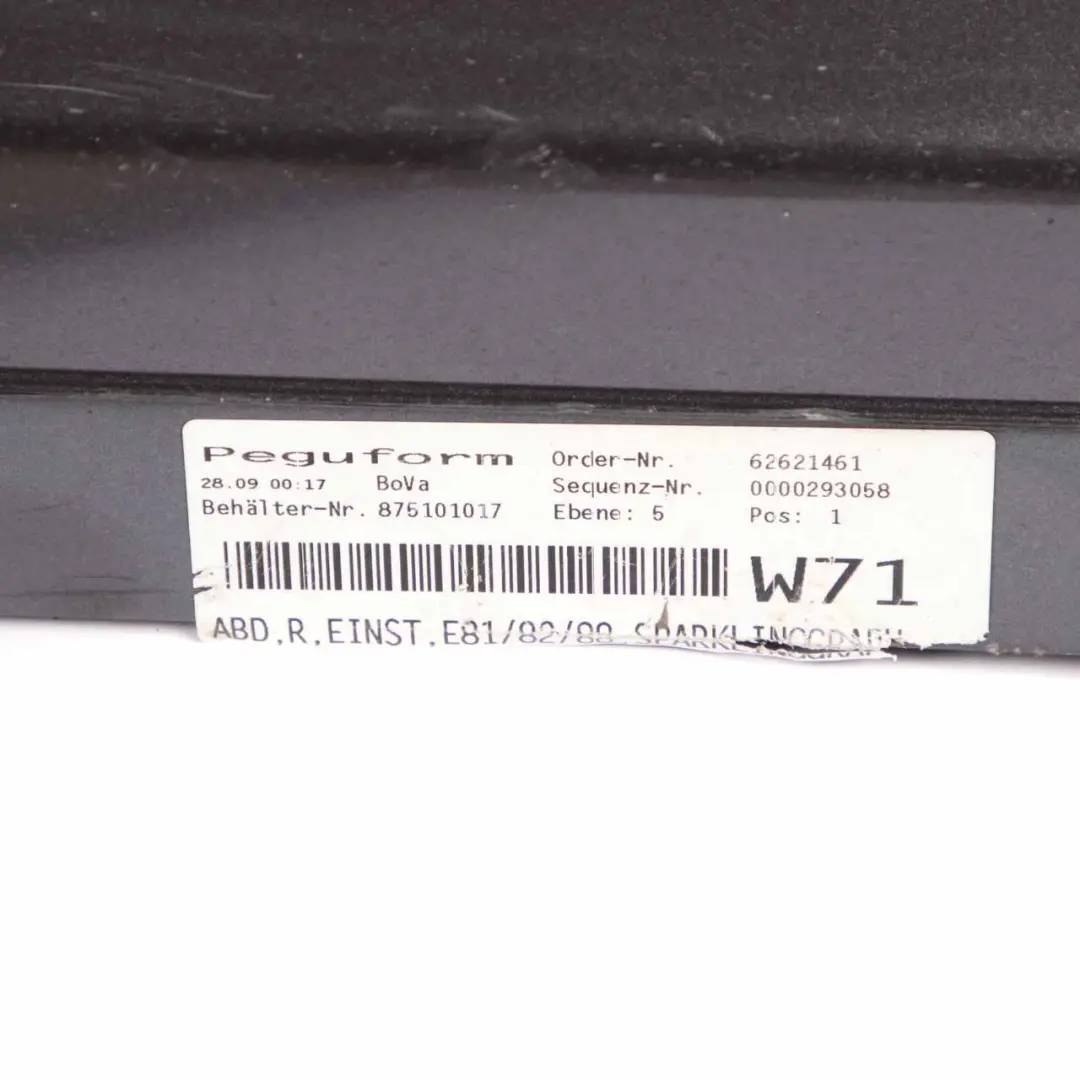 Peguform Order-Nr. 62621461
28.09 00:17 BoVa Sequenz-Nr. 0000293058
Behälter-Nr. 875101017 Ebene: 5 Pos: 1
W71
ABD.R.EINST.E81/82/88 SPARKLINGGRAPH